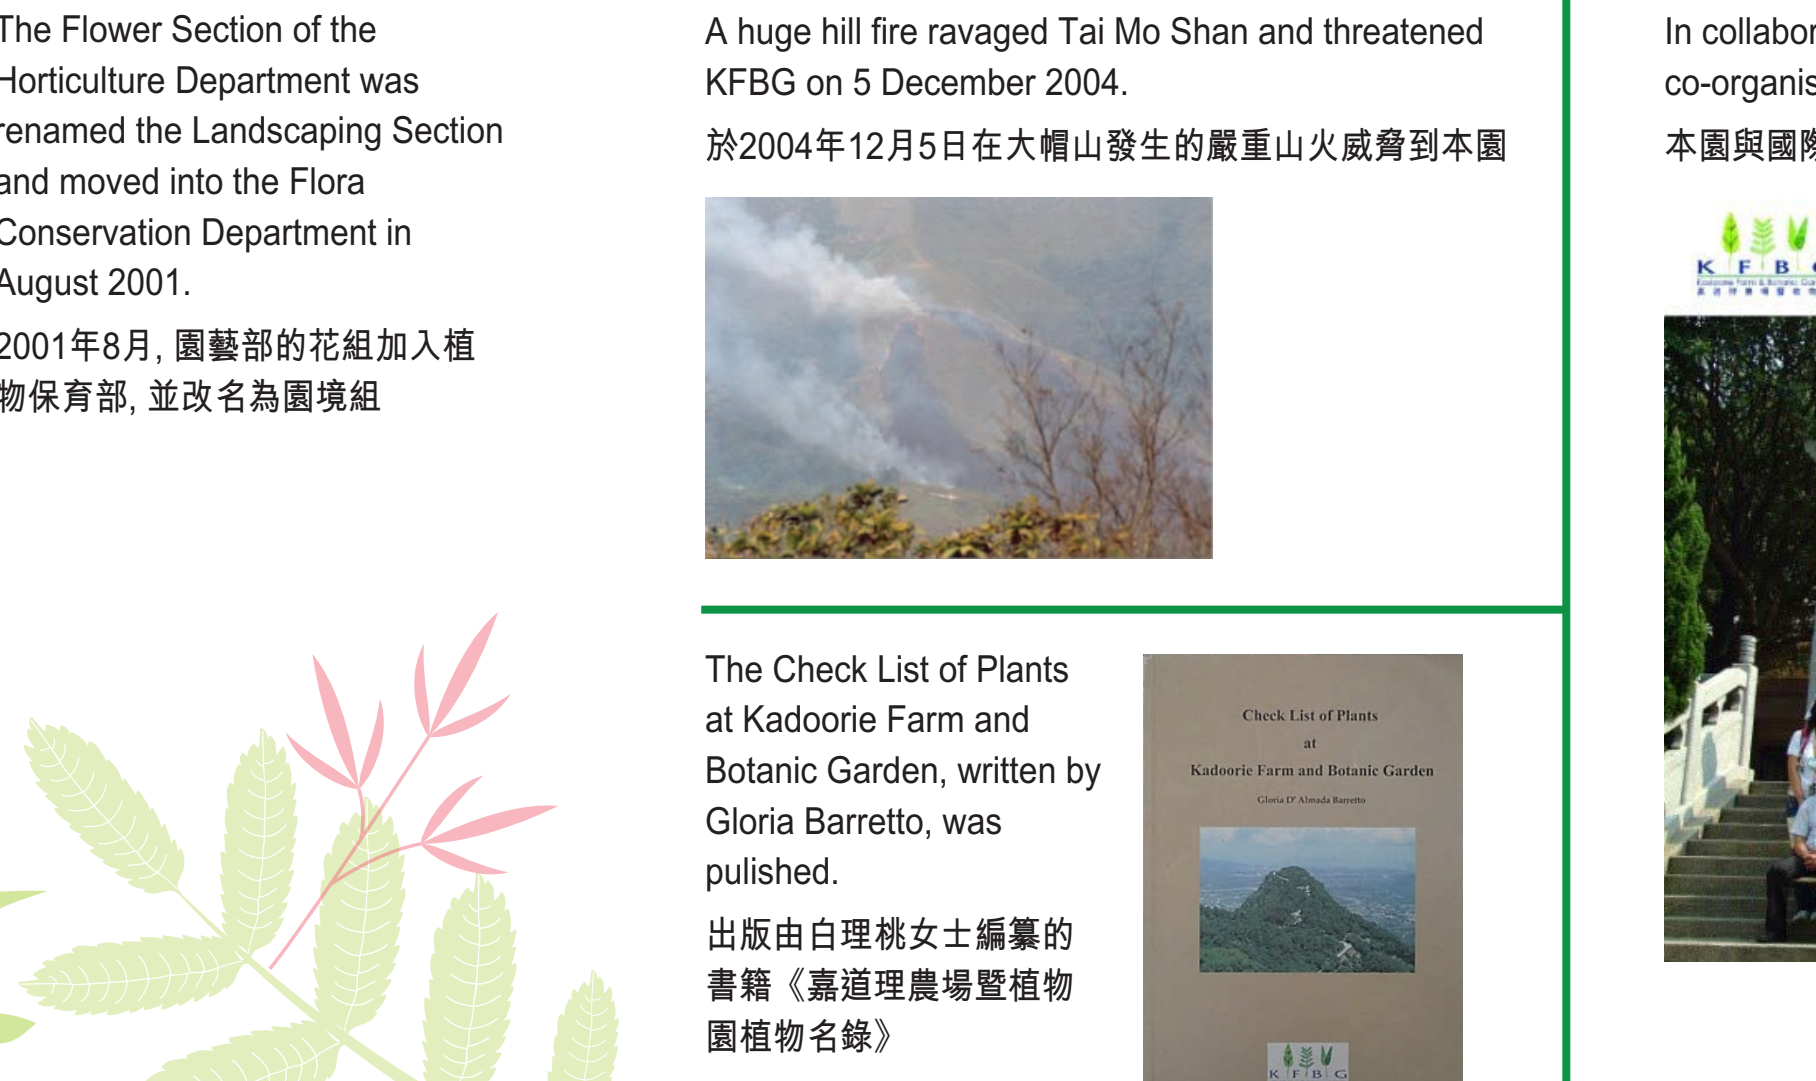 The Flower Section of the
Horticulture Department was
renamed the Landscaping Section
and moved into the Flora
Conservation Department in
August 2001.
2001年8月, 園藝部的花組加入植
物保育部, 並改名為園境組
A huge hill fire ravaged Tai Mo Shan and threatened
KFBG on 5 December 2004.
於2004年12月5日在大帽山發生的嚴重山火威脅到本園
The Check List of Plants
at Kadoorie Farm and
Botanic Garden, written by
Gloria Barretto, was
pulished.
出版由白理桃女士編纂的
書籍《嘉道理農場暨植物
園植物名錄》
Check List of Plants
at
Kadoorie Farm and Botanic Garden
Gloria D' Almada Barretto
K F B G
In collabor
co-organis
本園與國際
K F B G